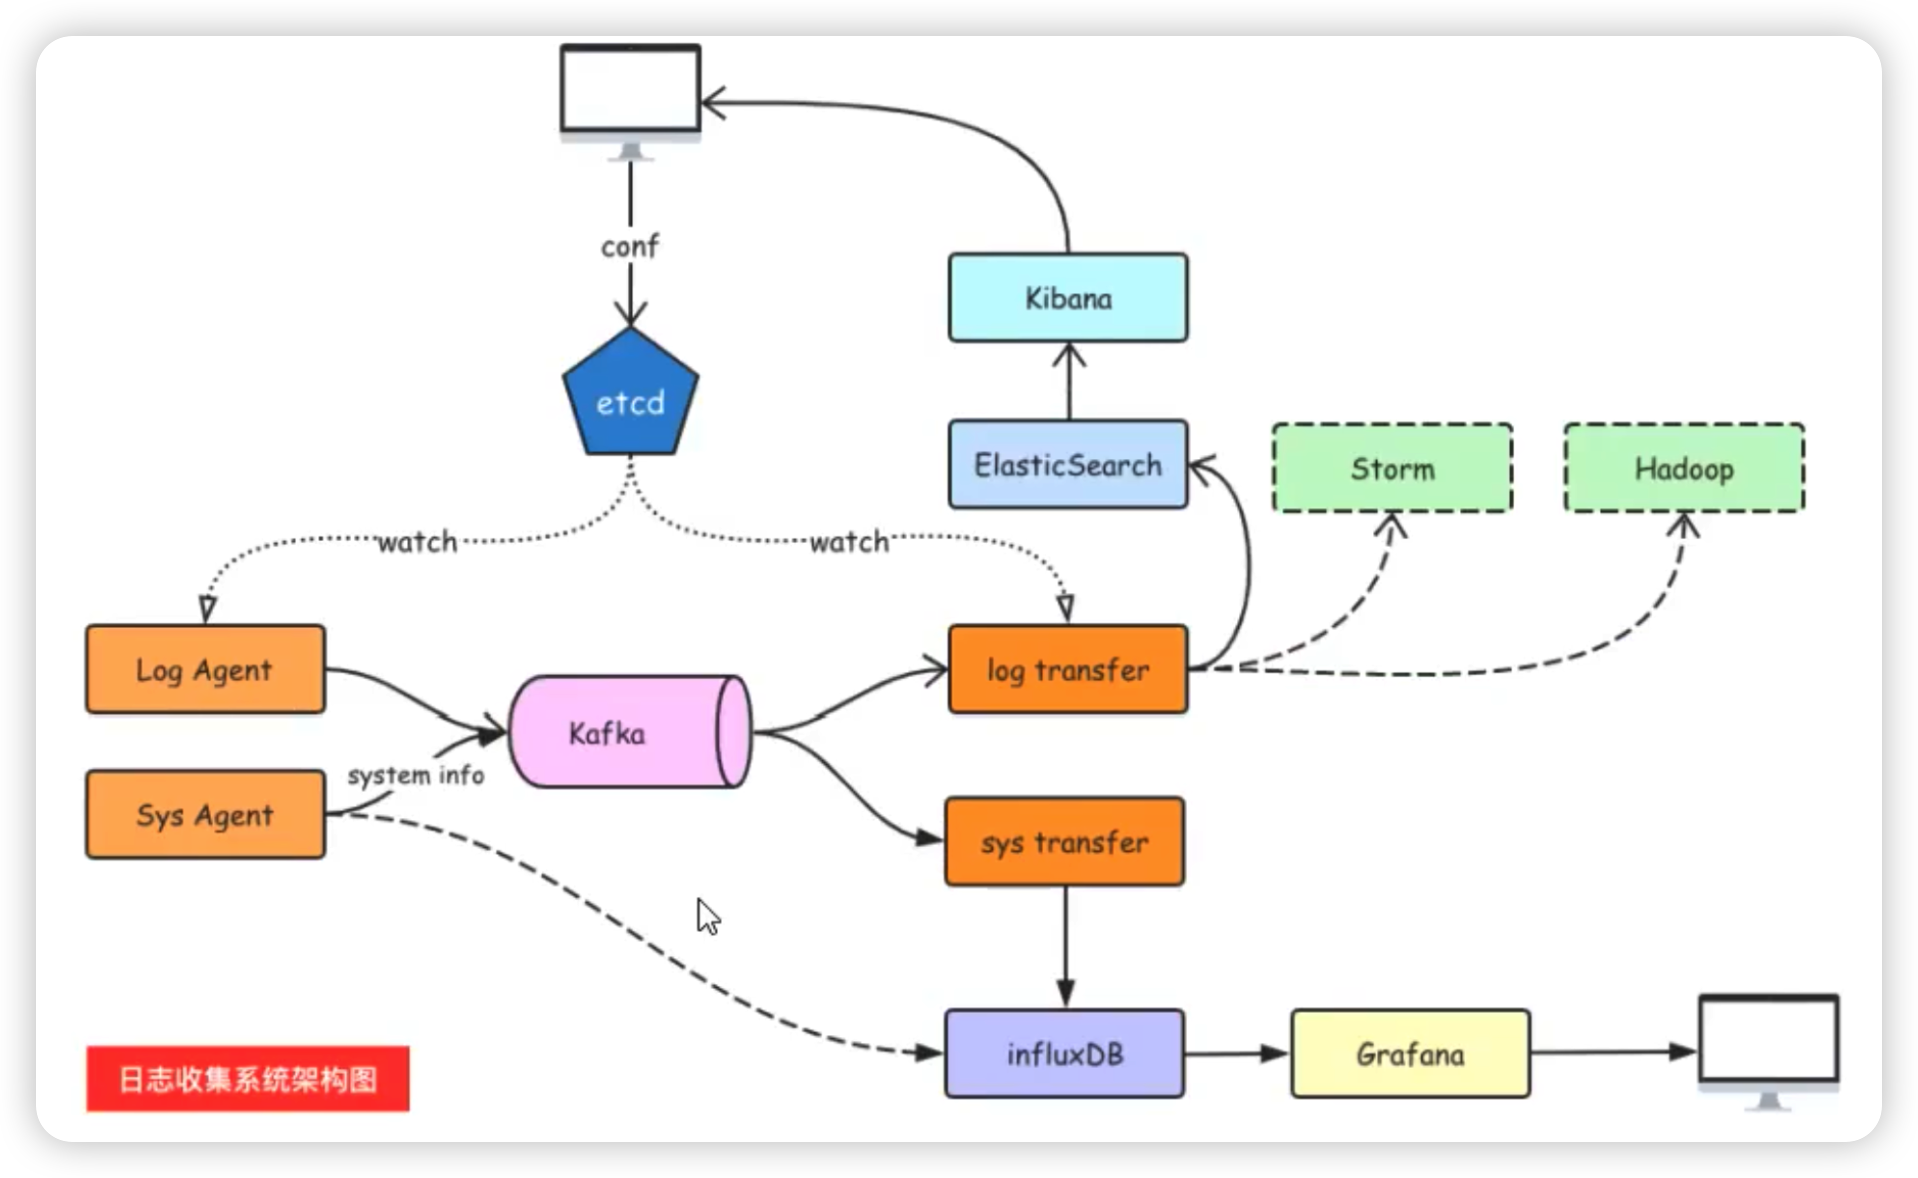 conf
Kibana
etcd
ElasticSearch
Storm
Hadoop
watch
watch
Log Agent
log transfer
Kafka
system info
Sys Agent
sys transfer
influxDB
Grafana
日志收集系统架构图